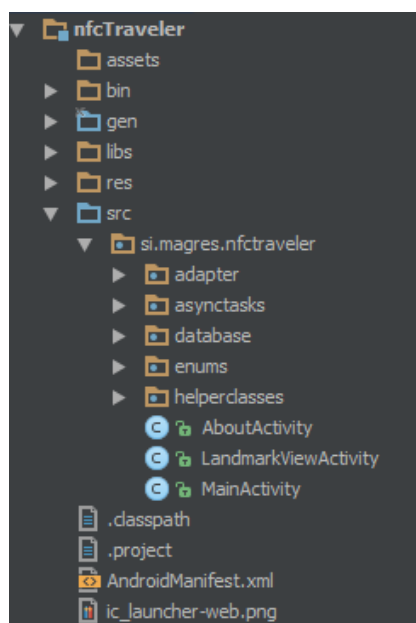 nfcTraveler
assets
bin
gen
libs
res
src
si.magres.nfctraveler
adapter
asynctasks
database
enums
helperclasses
C AboutActivity
C LandmarkViewActivity
C MainActivity
.classpath
.project
AndroidManifest.xml
ic_launcher-web.png